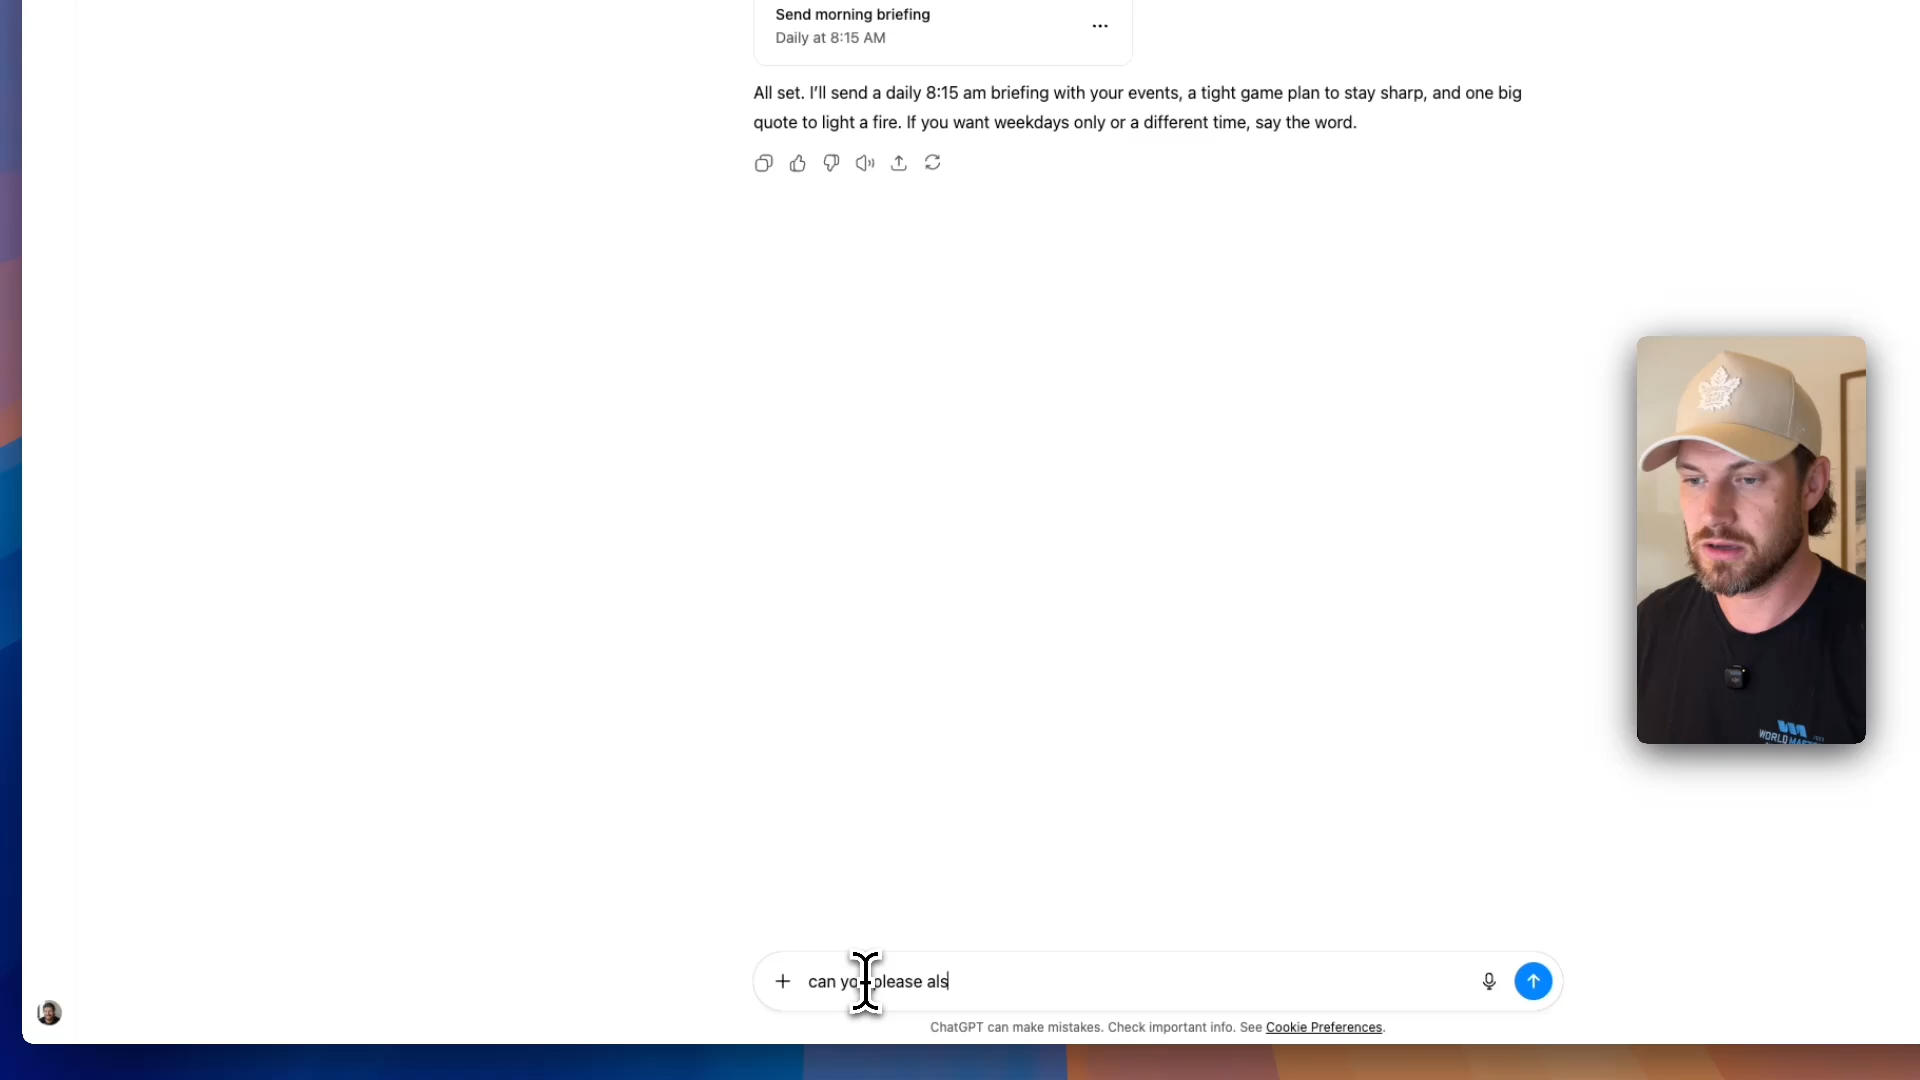 Send morning briefing
Daily at 8:15 AM
All set. I’ll send a daily 8:15 am briefing with your events, a tight game plan to stay sharp, and one big
quote to light a fire. If you want weekdays only or a different time, say the word.
can you please als
ChatGPT can make mistakes. Check important info. See Cookie Preferences.